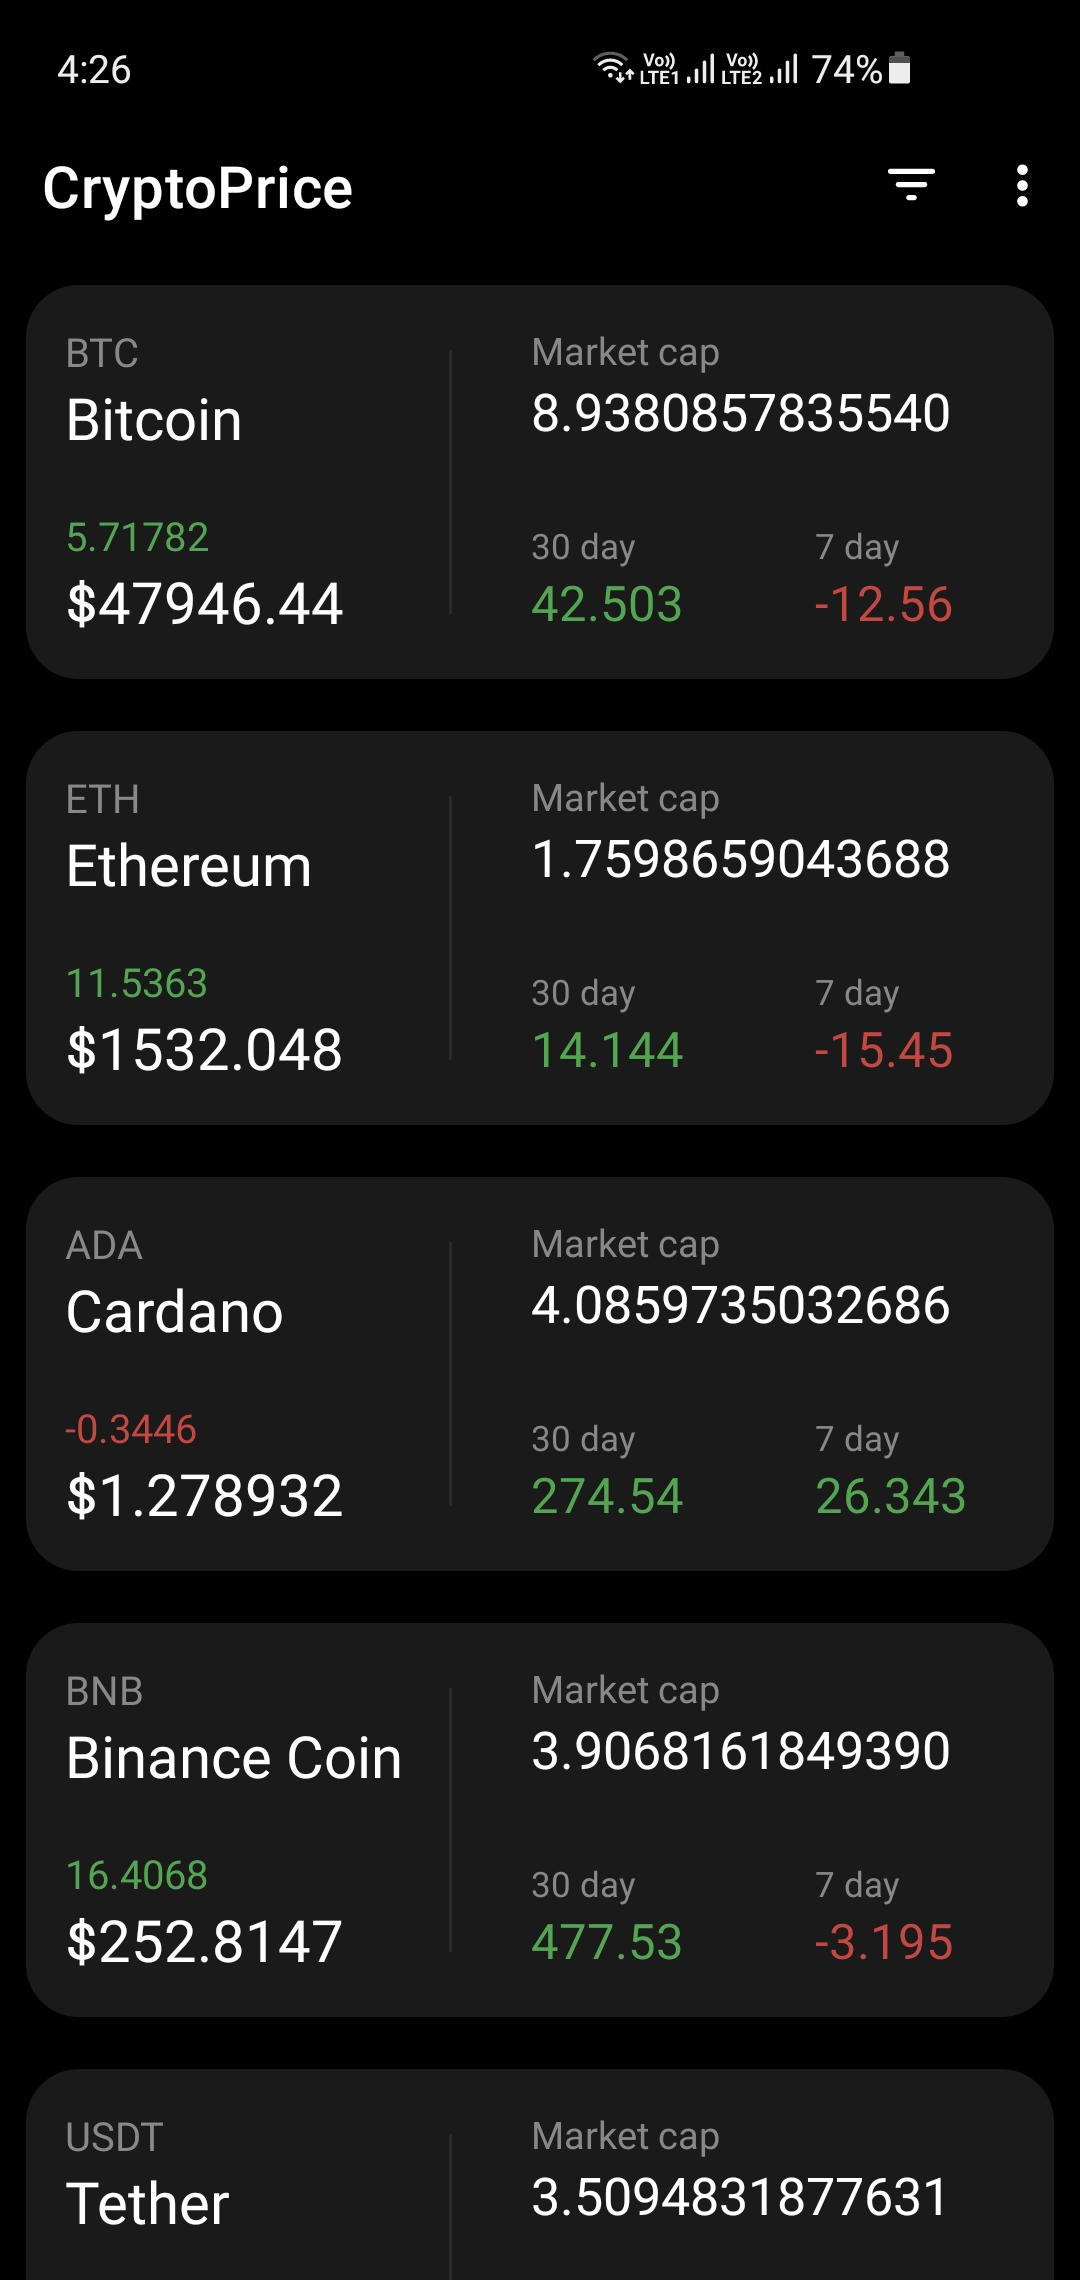 4:26 Vo)) LTE1 Vo)) LTE2 74%
CryptoPrice
BTC
Bitcoin
Market cap
8.9380857835540
5.71782
$47946.44
30 day
42.503
7 day
-12.56
ETH
Ethereum
Market cap
1.7598659043688
11.5363
$1532.048
30 day
14.144
7 day
-15.45
ADA
Cardano
Market cap
4.0859735032686
-0.3446
$1.278932
30 day
274.54
7 day
26.343
BNB
Binance Coin
Market cap
3.9068161849390
16.4068
$252.8147
30 day
477.53
7 day
-3.195
USDT
Tether
Market cap
3.5094831877631